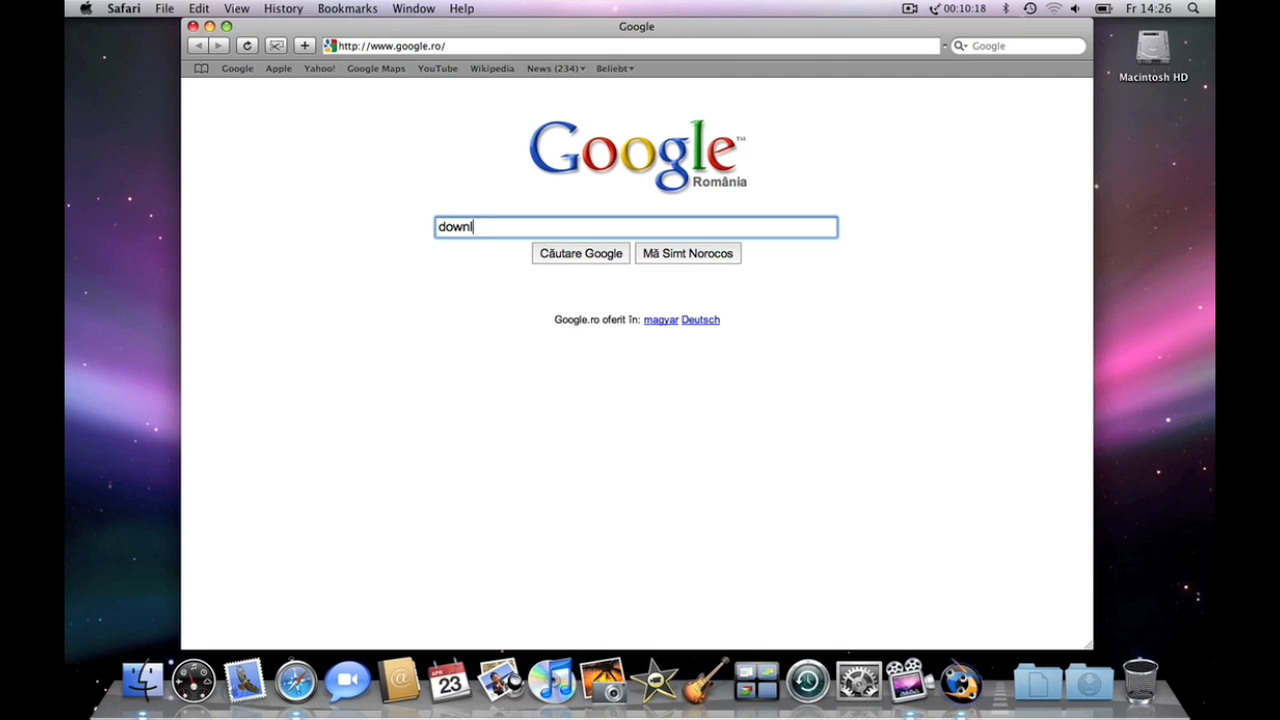 Safari File Edit View History Bookmarks Window Help 00:10:18 Fr 14:26
Google
http://www.google.ro/ Google
Google Apple Yahoo! Google Maps YouTube Wikipedia News (234) Beliebt
Macintosh HD
Google™
România
downl
Căutare Google Mă Simt Norocos
Google.ro oferit în: magyar Deutsch
APR
23